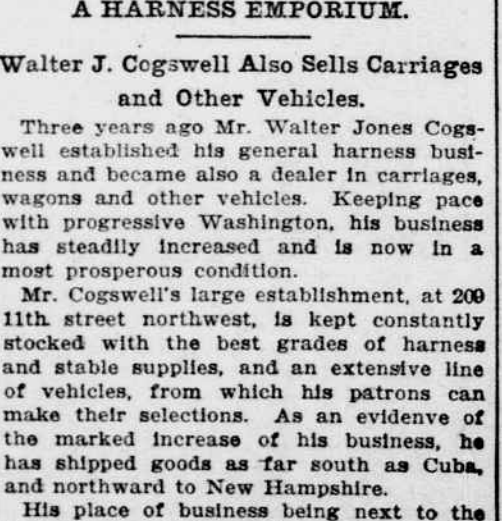 A HARNESS EMPORIUM.
Walter J. Cogswell Also Sells Carriages
and Other Vehicles.
Three years ago Mr. Walter Jones Cogs-
well established his general harness busi-
ness and became also a dealer in carriages,
wagons and other vehicles. Keeping pace
with progressive Washington, his business
has steadily increased and is now in a
most prosperous condition.
Mr. Cogswell's large establishment, at 209
11th street northwest, is kept constantly
stocked with the best grades of harness
and stable supplies, and an extensive line
of vehicles, from which his patrons can
make their selections. As an evidenve of
the marked increase of his business, he
has shipped goods as far south as Cuba,
and northward to New Hampshire.
His place of business being next to the